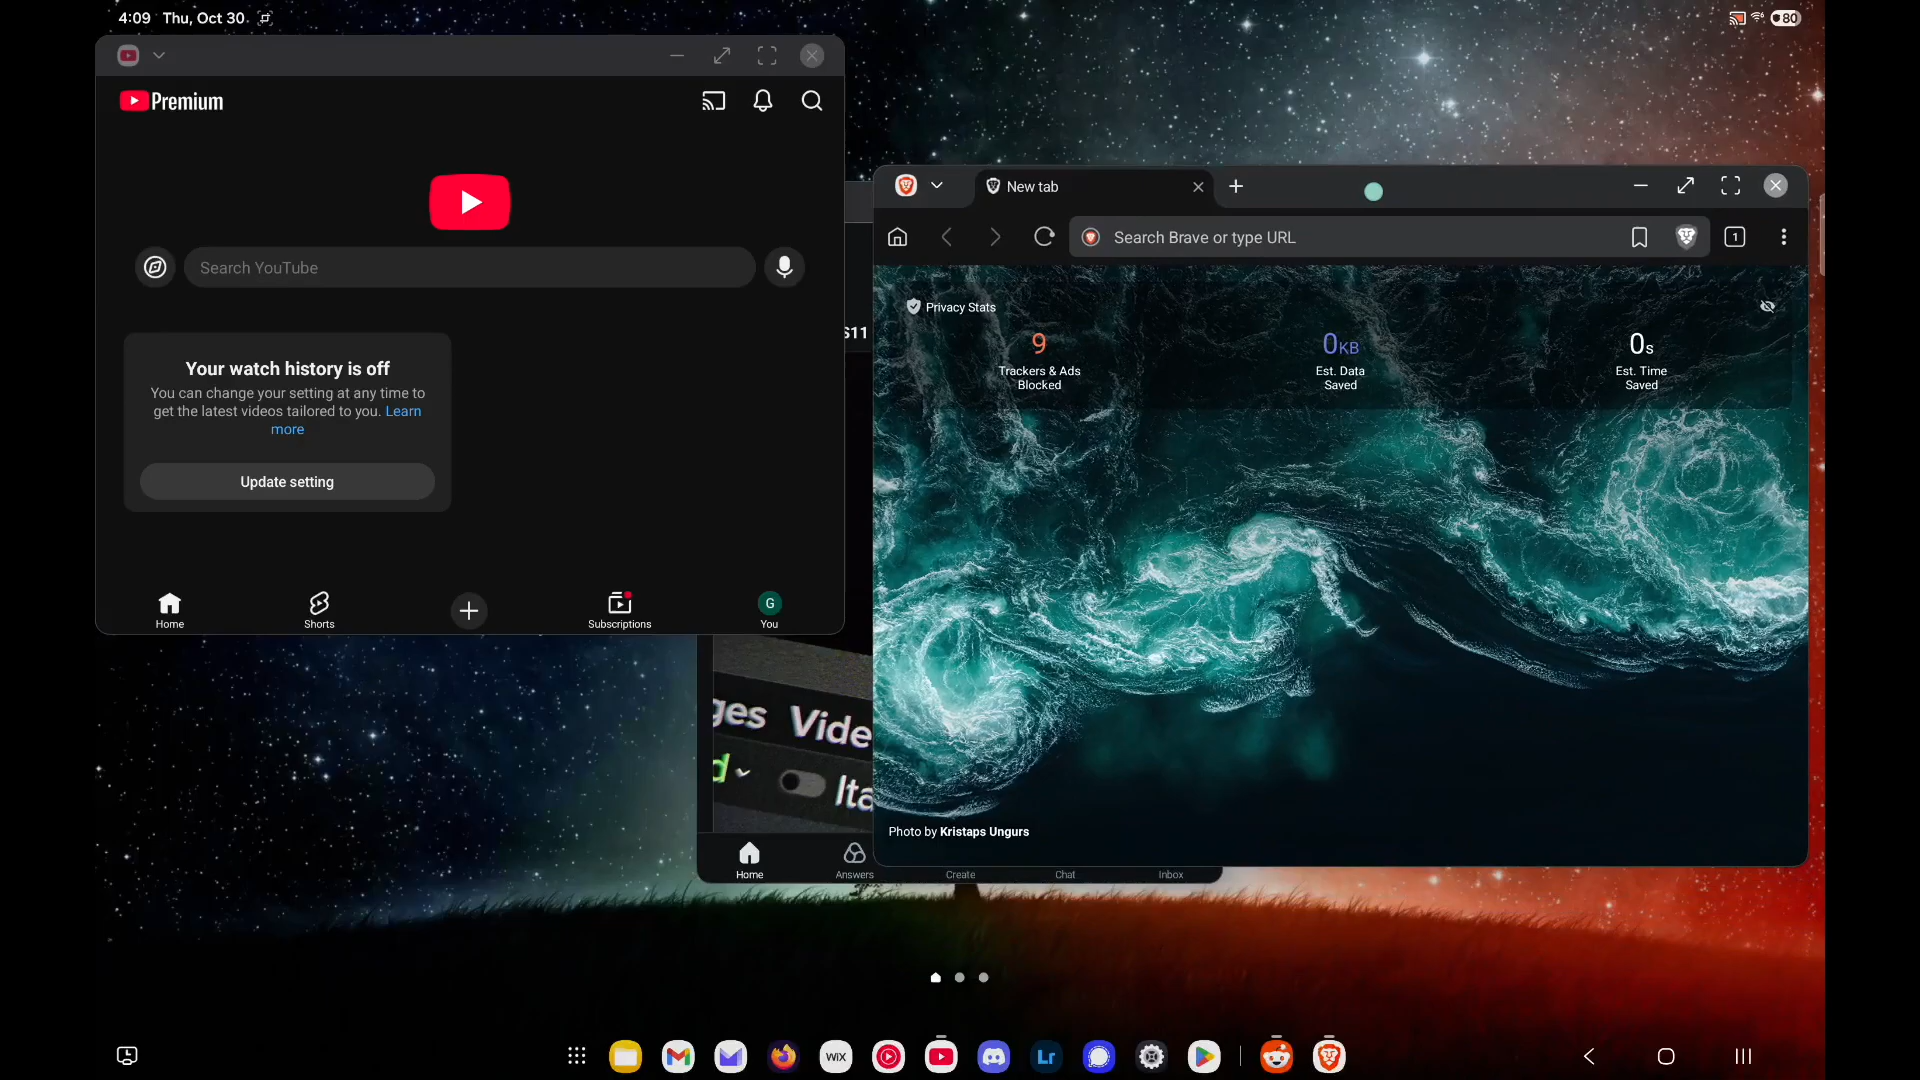 4:09 Thu, Oct 30
80
Premium
Search YouTube
Your watch history is off
You can change your setting at any time to
get the latest videos tailored to you. Learn
more
Update setting
Home
Shorts
Subscriptions
G
You
S11
ges Vide
d
Ita
Home
Answers
Create
Chat
Inbox
New tab
Search Brave or type URL
1
Privacy Stats
9
Trackers & Ads
Blocked
0KB
Est. Data
Saved
0s
Est. Time
Saved
Photo by Kristaps Ungurs
WiX
Lr